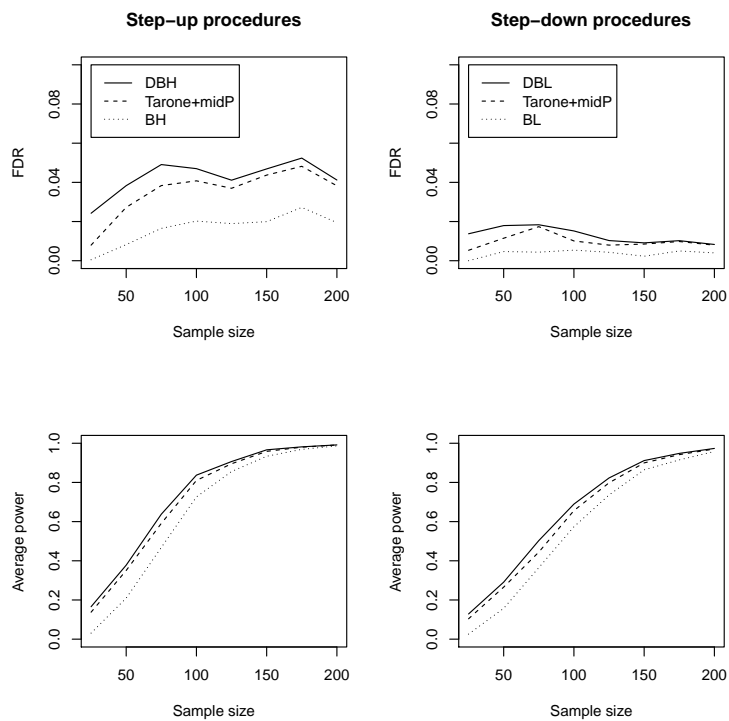 Step−up procedures
DBH
Tarone+midP
BH
FDR
0.00
0.04
0.08
50
100
150
200
Sample size
Step−down procedures
DBL
Tarone+midP
BL
FDR
0.00
0.04
0.08
50
100
150
200
Sample size
Average power
0.0
0.2
0.4
0.6
0.8
1.0
50
100
150
200
Sample size
Average power
0.0
0.2
0.4
0.6
0.8
1.0
50
100
150
200
Sample size